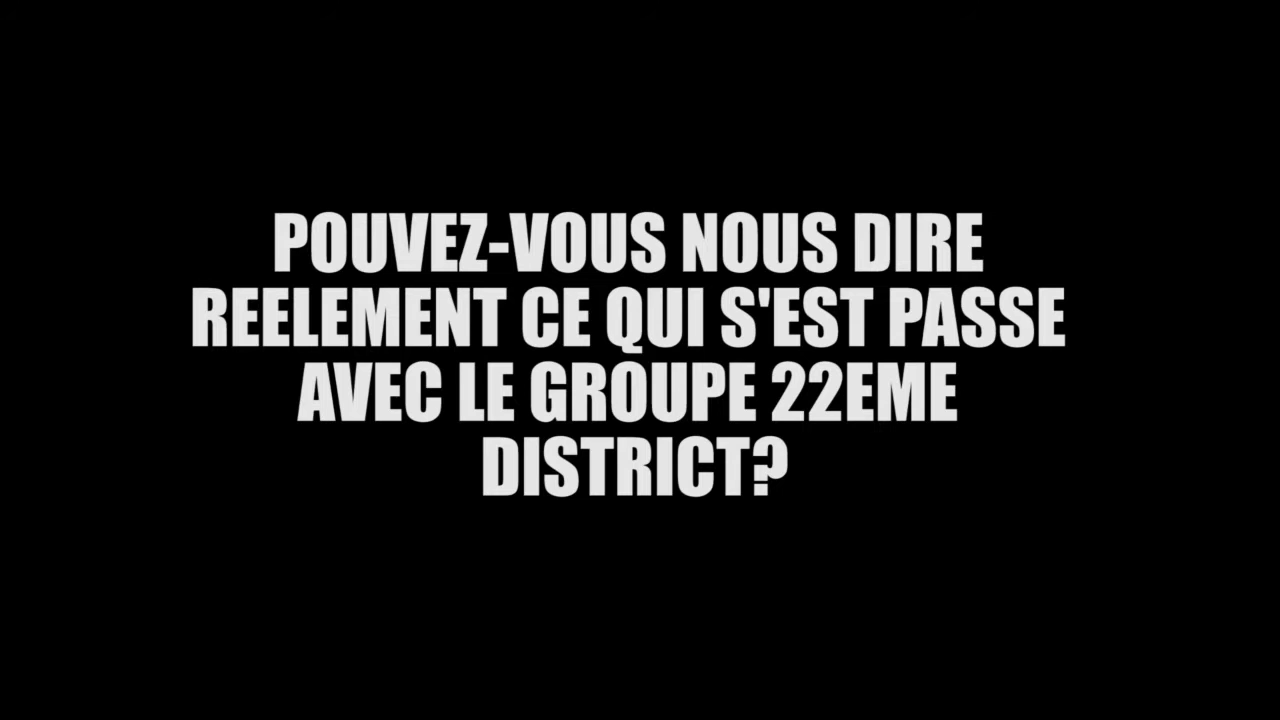 POUVEZ-VOUS NOUS DIRE
REELEMENT CE QUI S'EST PASSE
AVEC LE GROUPE 22EME
DISTRICT?